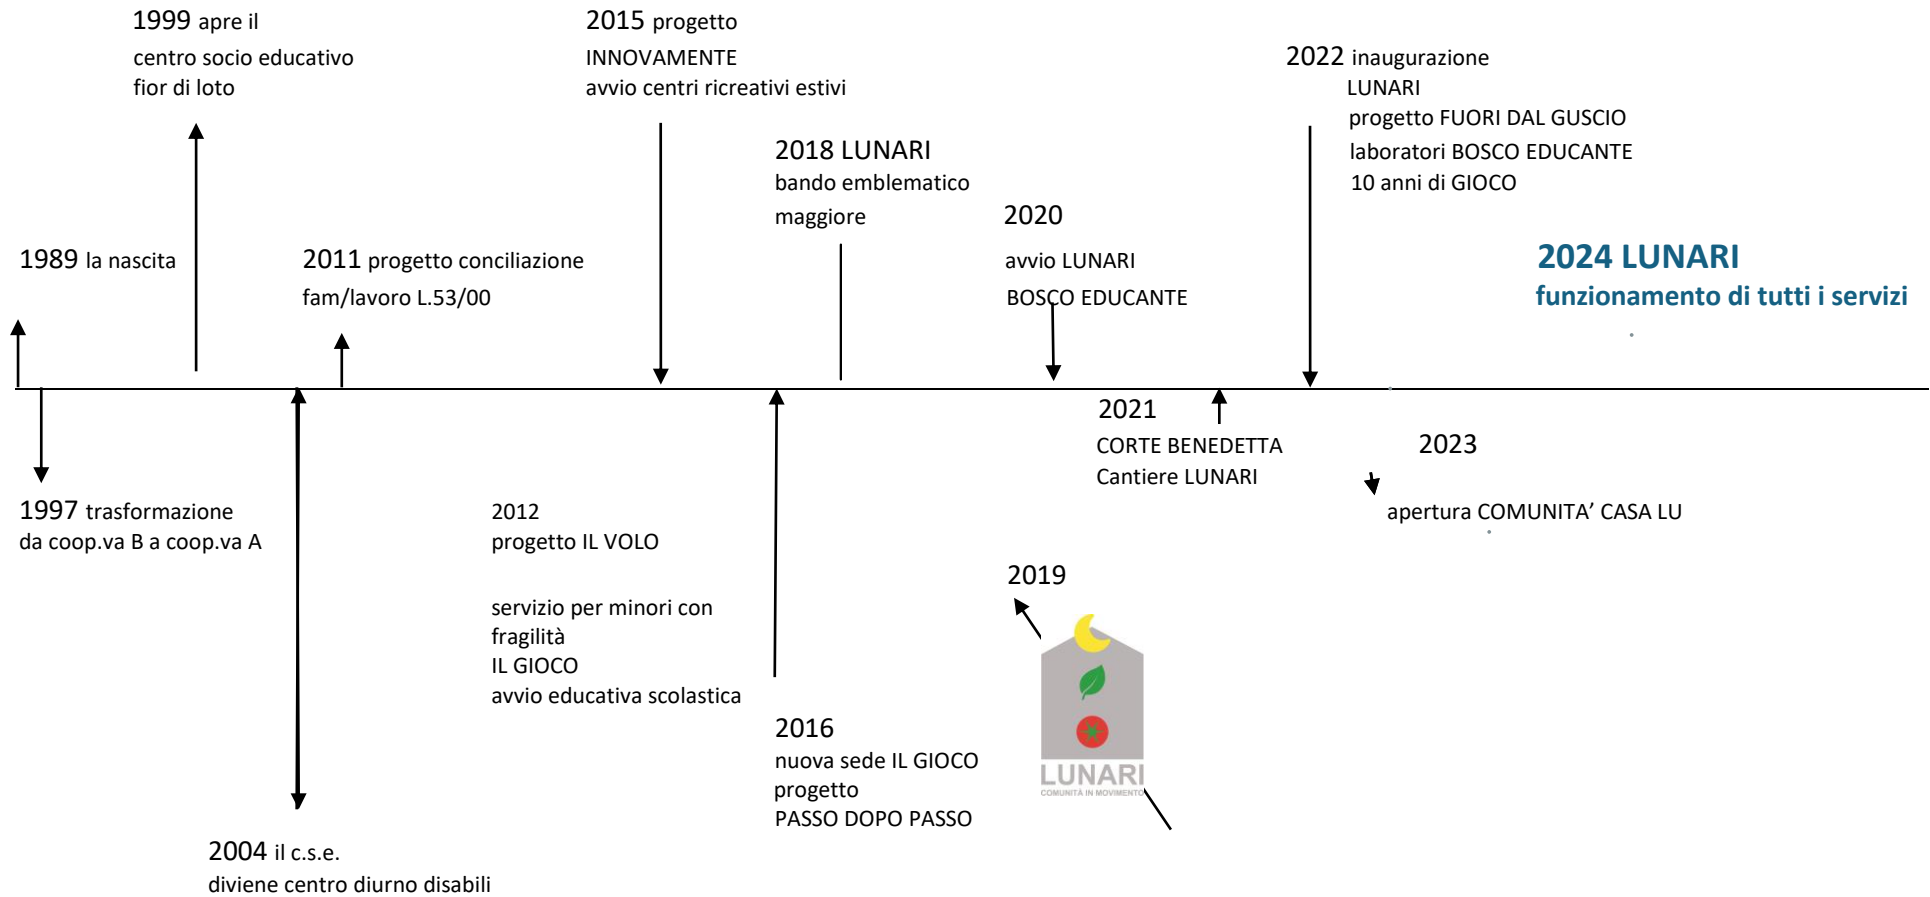 1999 apre il
centro socio educativo
fior di loto
2015 progetto
INNOVAMENTE
avvio centri ricreativi estivi
2022 inaugurazione
LUNARI
progetto FUORI DAL GUSCIO
laboratori BOSCO EDUCANTE
10 anni di GIOCO
2018 LUNARI
bando emblematico
maggiore
2020
avvio LUNARI
BOSCO EDUCANTE
1989 la nascita
2011 progetto conciliazione
fam/lavoro L.53/00
2024 LUNARI
funzionamento di tutti i servizi
1997 trasformazione
da coop.va B a coop.va A
2012
progetto IL VOLO
servizio per minori con
fragilità
IL GIOCO
avvio educativa scolastica
2021
CORTE BENEDETTA
Cantiere LUNARI
2023
apertura COMUNITA’ CASA LU
2019
LUNARI
COMUNITÀ IN MOVIMENTO
2016
nuova sede IL GIOCO
progetto
PASSO DOPO PASSO
2004 il c.s.e.
diviene centro diurno disabili